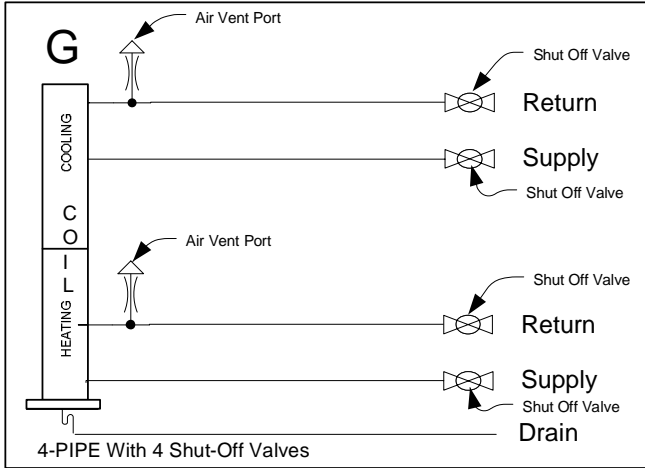 G
Air Vent Port
Shut Off Valve
Return
COOLING
Supply
Shut Off Valve
COIL
Air Vent Port
Shut Off Valve
HEATING
Return
Supply
Shut Off Valve
Drain
4-PIPE With 4 Shut-Off Valves